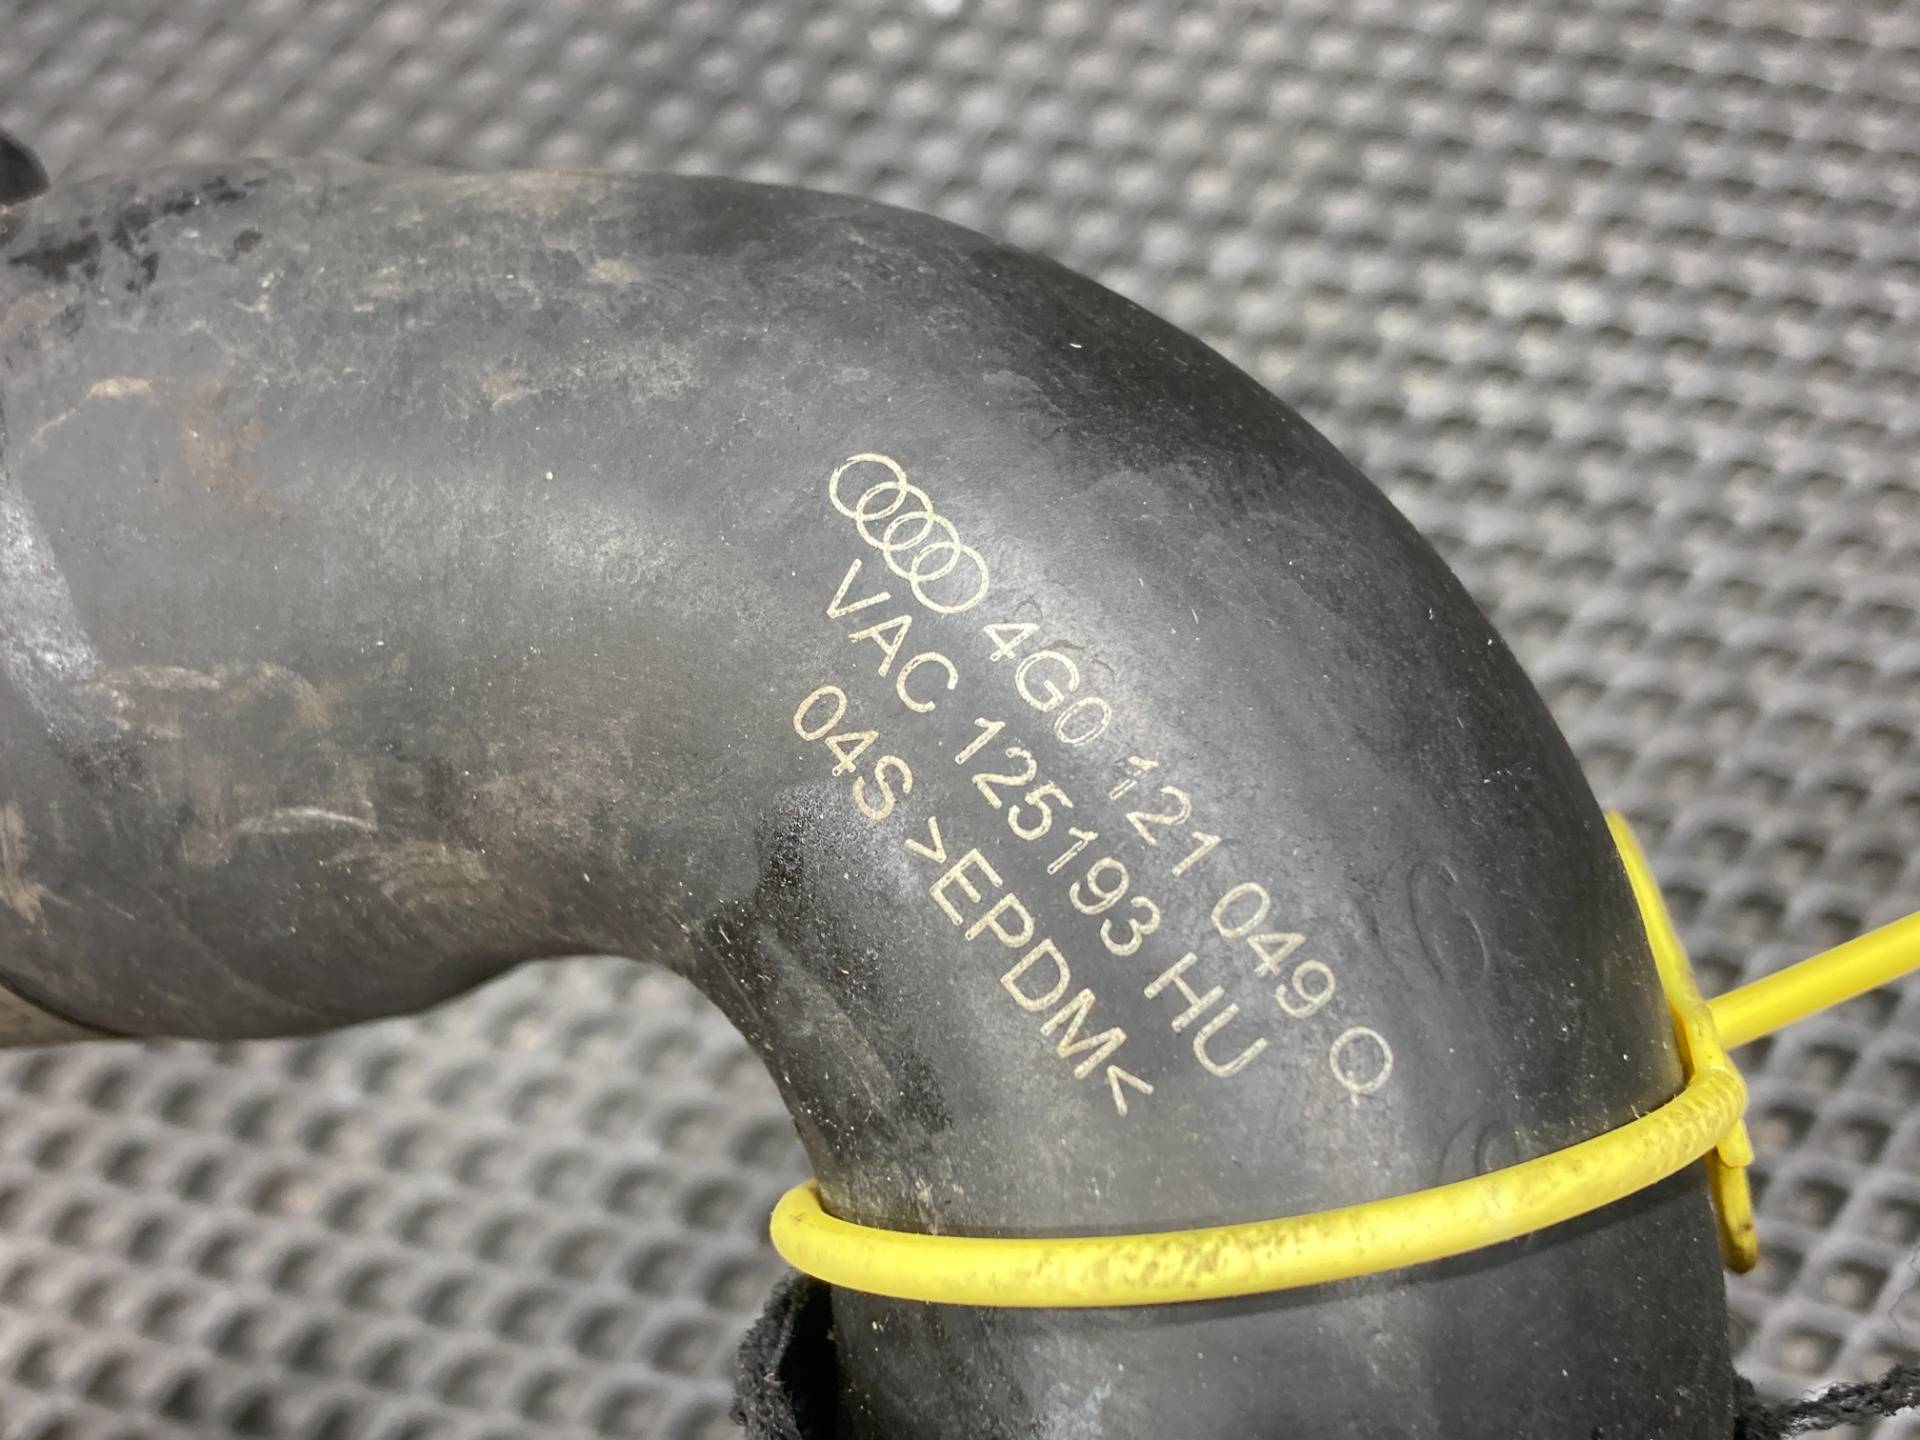 4G0 121 049 Q
VAC 125193 HU
04S >EPDM<